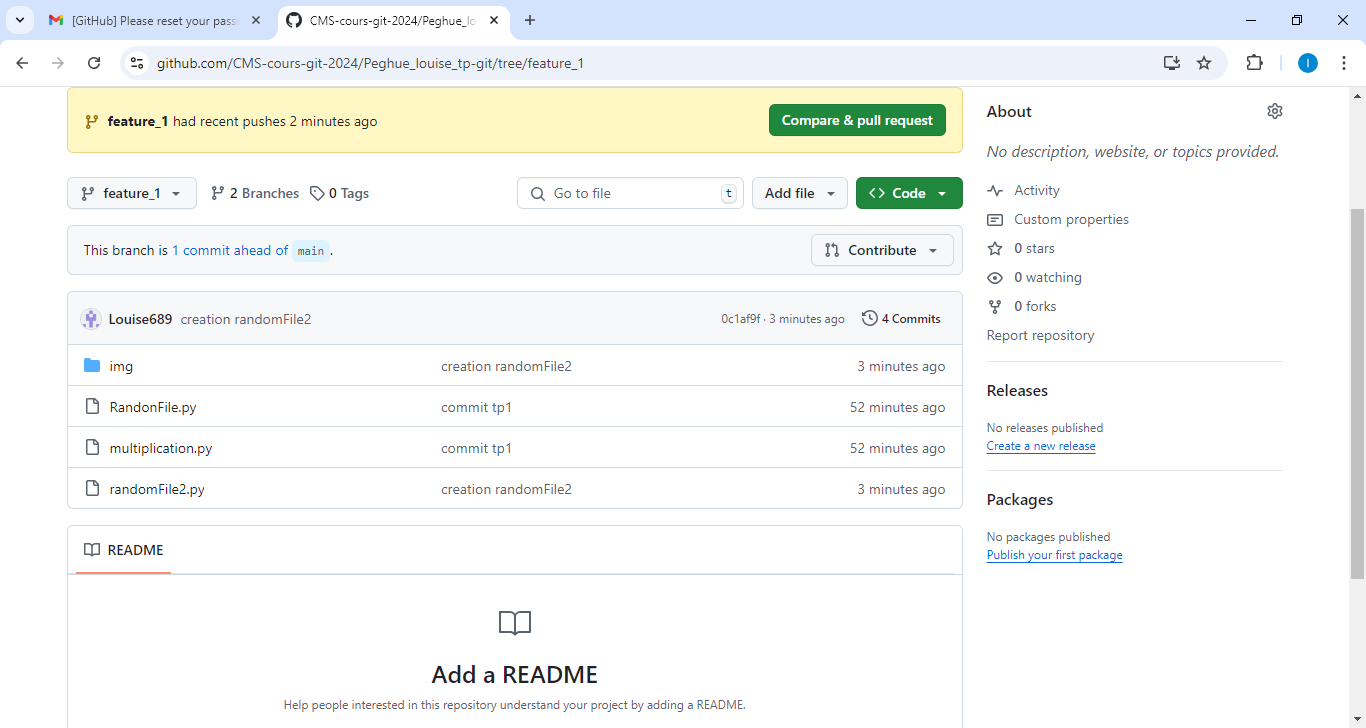 [GitHub] Please reset your pass
CMS-cours-git-2024/Peghue_lo
github.com/CMS-cours-git-2024/Peghue_louise_tp-git/tree/feature_1
I
feature_1 had recent pushes 2 minutes ago
Compare & pull request
feature_1
2 Branches
0 Tags
Go to file
t
Add file
Code
This branch is 1 commit ahead of main .
Contribute
Louise689 creation randomFile2
0c1af9f · 3 minutes ago
4 Commits
img creation randomFile2 3 minutes ago
RandonFile.py commit tp1 52 minutes ago
multiplication.py commit tp1 52 minutes ago
randomFile2.py creation randomFile2 3 minutes ago
README
Add a README
Help people interested in this repository understand your project by adding a README.
About
No description, website, or topics provided.
Activity
Custom properties
0 stars
0 watching
0 forks
Report repository
Releases
No releases published
Create a new release
Packages
No packages published
Publish your first package